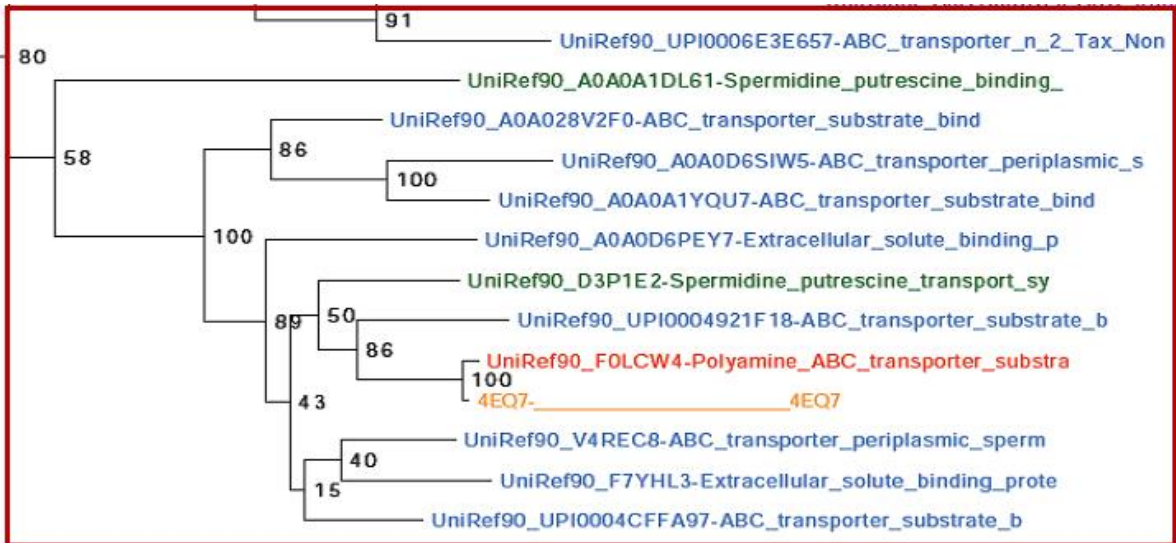 91
UniRef90_UPI0006E3E657-ABC_transporter_n_2_Tax_Non
80
UniRef90_A0A0A1DL61-Spermidine_putrescine_binding_
UniRef90_A0A028V2F0-ABC_transporter_substrate_bind
86
58
UniRef90_A0A0D6SIW5-ABC_transporter_periplasmic_s
100
UniRef90_A0A0A1YQU7-ABC_transporter_substrate_bind
100
UniRef90_A0A0D6PEY7-Extracellular_solute_binding_p
UniRef90_D3P1E2-Spermidine_putrescine_transport_sy
89
50
UniRef90_UPI0004921F18-ABC_transporter_substrate_b
86
UniRef90_F0LCW4-Polyamine_ABC_transporter_substra
100
4EQ7-______________________4EQ7
43
UniRef90_V4REC8-ABC_transporter_periplasmic_sperm
40
UniRef90_F7YHL3-Extracellular_solute_binding_prote
15
UniRef90_UPI0004CFFA97-ABC_transporter_substrate_b